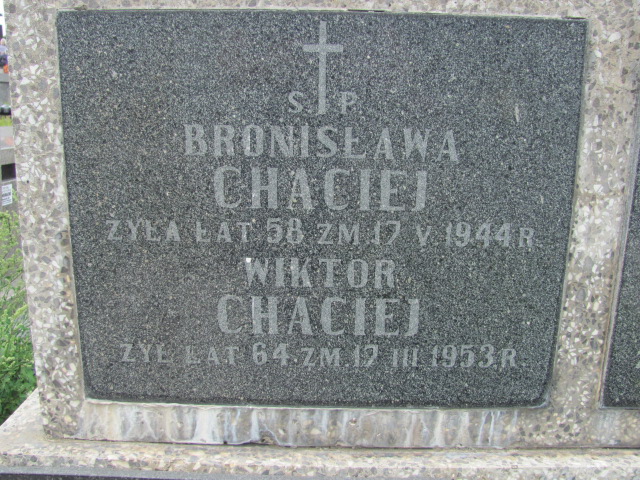 S. P.
BRONISŁAWA
CHACIEJ
ŻYŁA LAT 58. ZM. 17 V 1944 R.
WIKTOR
CHACIEJ
ŻYŁ LAT 64. ZM. 17 III 1953 R.